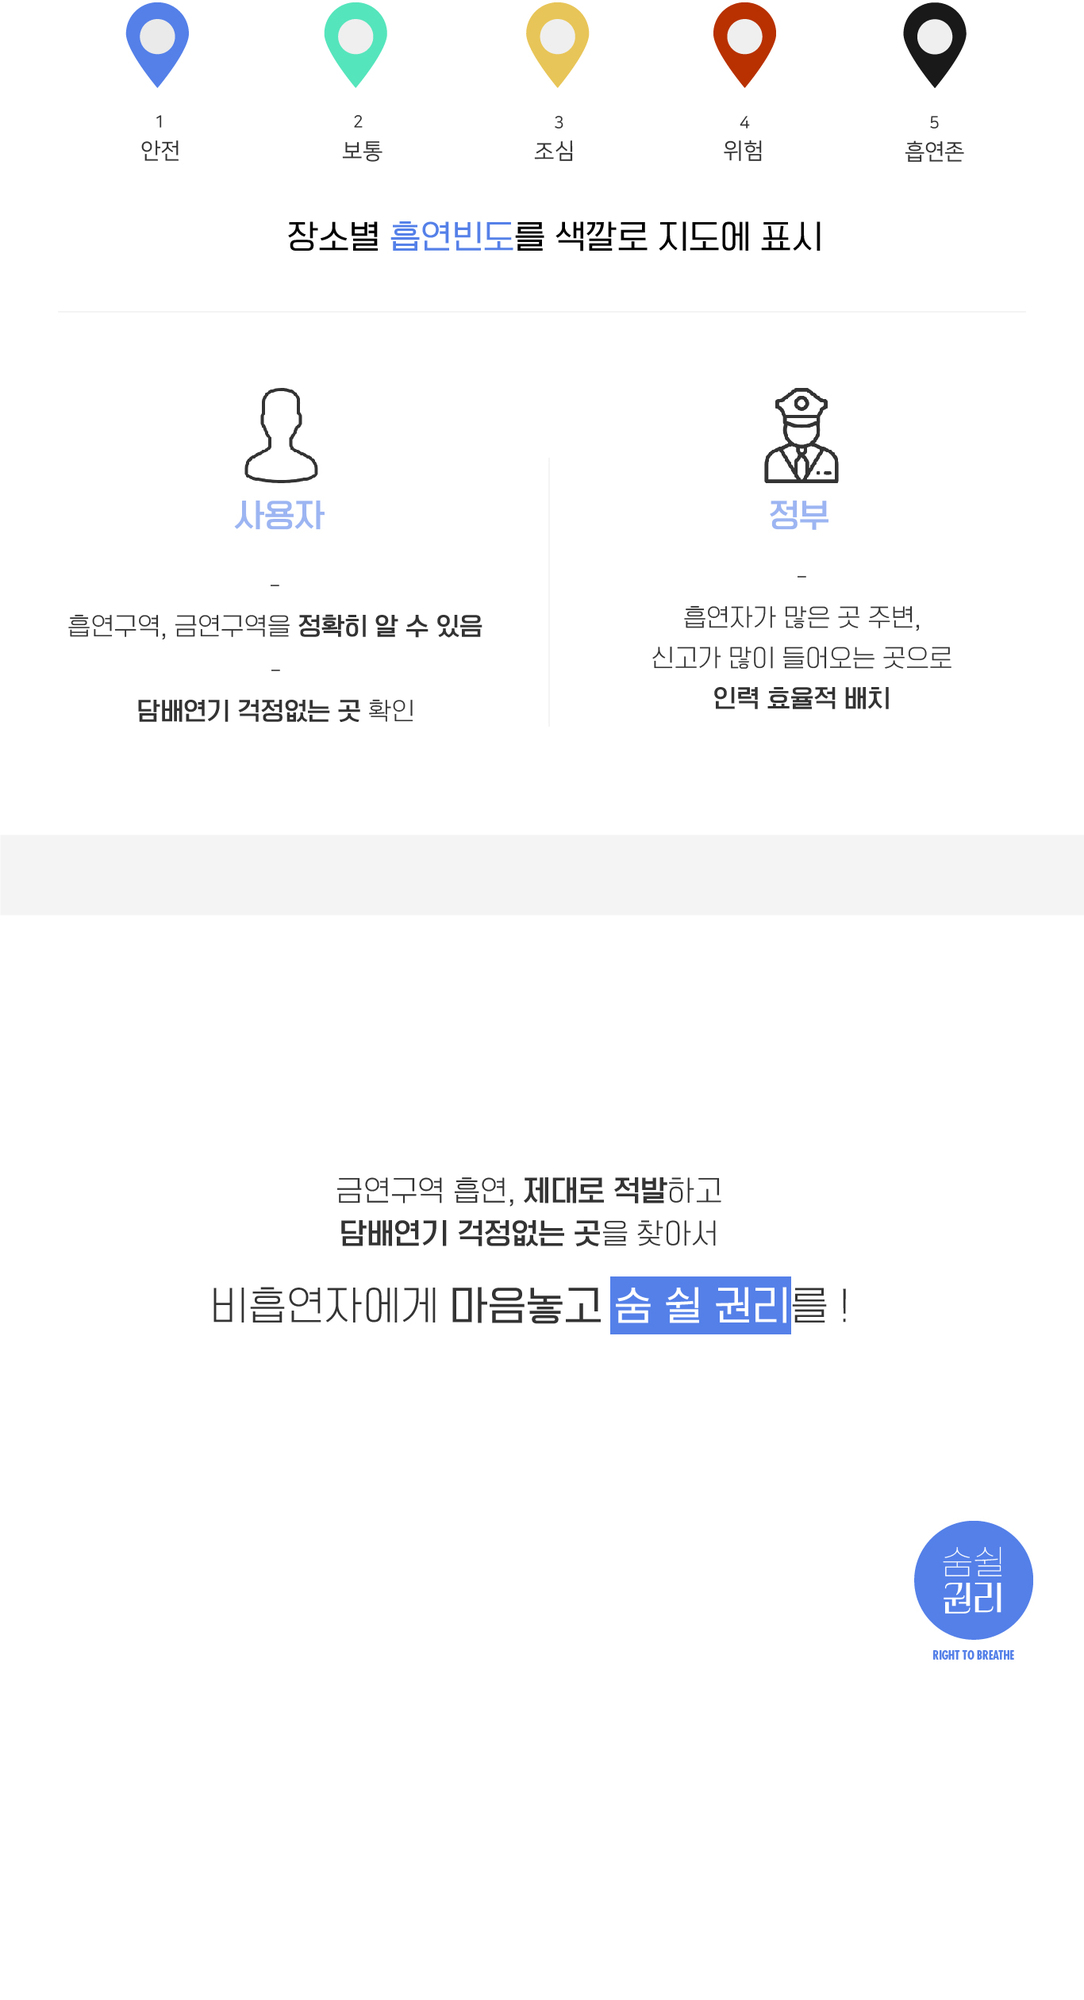 1 2 3 4 5
안전 보통 조심 위험 흡연존
장소별 흡연빈도를 색깔로 지도에 표시
사용자
–
흡연구역, 금연구역을 정확히 알 수 있음
–
담배연기 걱정없는 곳 확인
정부
–
흡연자가 많은 곳 주변,
신고가 많이 들어오는 곳으로
인력 효율적 배치
금연구역 흡연, 제대로 적발하고
담배연기 걱정없는 곳을 찾아서
비흡연자에게 마음놓고 숨 쉴 권리를 !
숨쉴
권리
RIGHT TO BREATHE